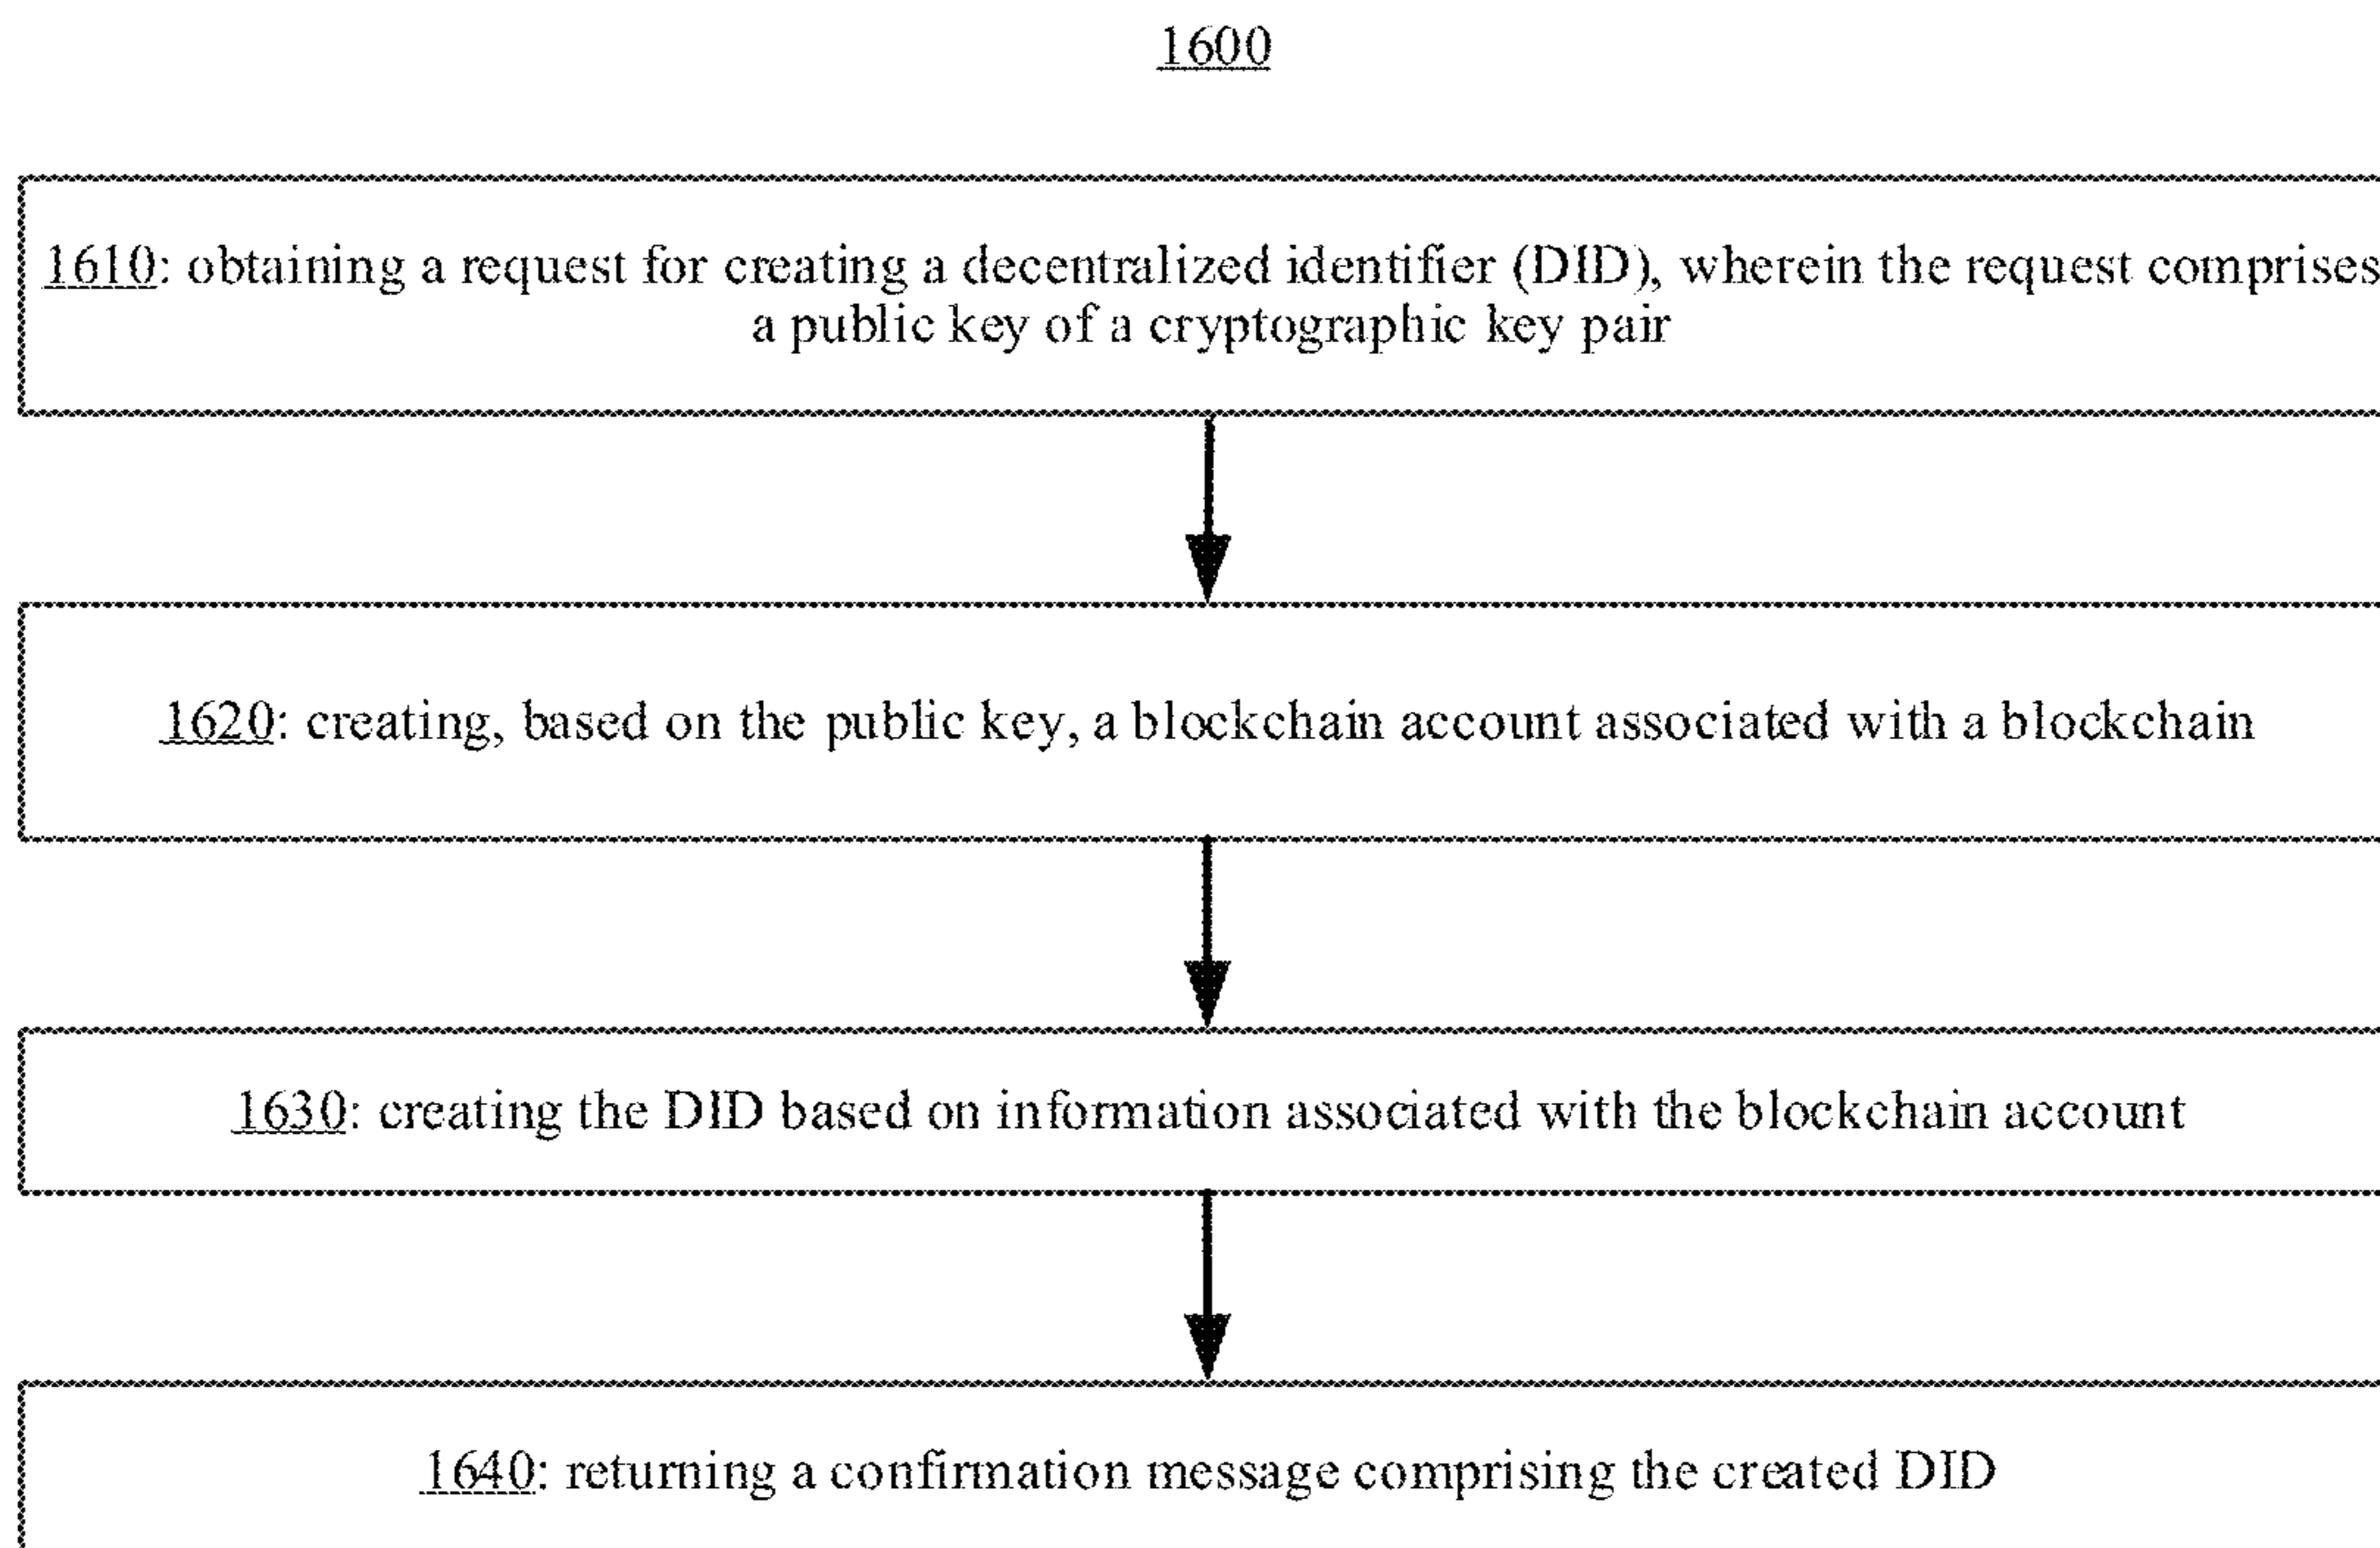 1600
1610: obtaining a request for creating a decentralized identifier (DID), wherein the request comprises
a public key of a cryptographic key pair
1620: creating, based on the public key, a blockchain account associated with a blockchain
1630: creating the DID based on information associated with the blockchain account
1640: returning a confirmation message comprising the created DID